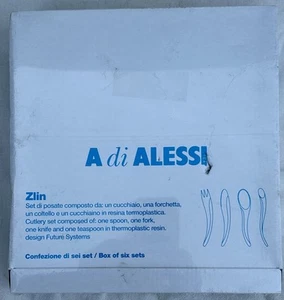 A di ALESSI
Zlin
Set di posate composto da: un cucchiaio, una forchetta,
un coltello e un cucchiaino in resina termoplastica.
Cutlery set composed of: one spoon, one fork,
one knife and one teaspoon in thermoplastic resin.
design Future Systems
Confezione di sei set / Box of six sets